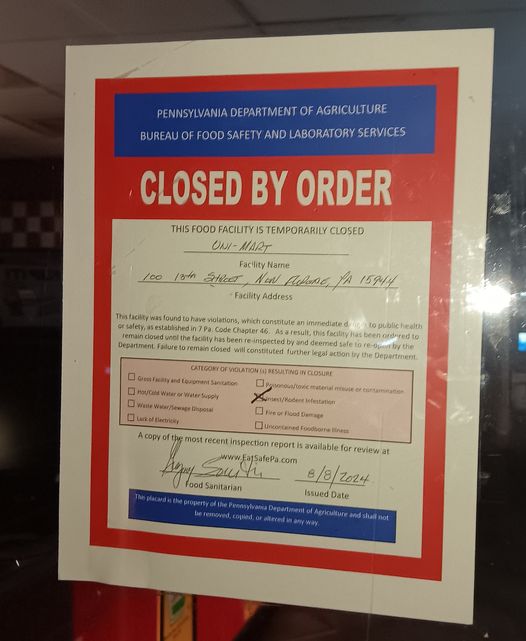 PENNSYLVANIA DEPARTMENT OF AGRICULTURE
BUREAU OF FOOD SAFETY AND LABORATORY SERVICES
CLOSED BY ORDER
THIS FOOD FACILITY IS TEMPORARILY CLOSED
UNI-MART
Facility Name
100 13th STREET, NEW FLORENCE, PA 15944
Facility Address
This facility was found to have violations, which constitute an immediate danger to public health
or safety, as established in 7 Pa. Code Chapter 46. As a result, this facility has been ordered to
remain closed until the facility has been re-inspected by and deemed safe to re-open by the
Department. Failure to remain closed will constituted further legal action by the Department.
CATEGORY OF VIOLATION (s) RESULTING IN CLOSURE
Gross Facility and Equipment Sanitation
Hot/Cold Water or Water Supply
Waste Water/Sewage Disposal
Lack of Electricity
Poisonous/toxic material misuse or contamination
Insect/Rodent Infestation
Fire or Flood Damage
Uncontained Foodborne Illness
A copy of the most recent inspection report is available for review at
www.EatSafePa.com
8/8/2024
Food Sanitarian
Issued Date
This placard is the property of the Pennsylvania Department of Agriculture and shall not
be removed, copied, or altered in any way.